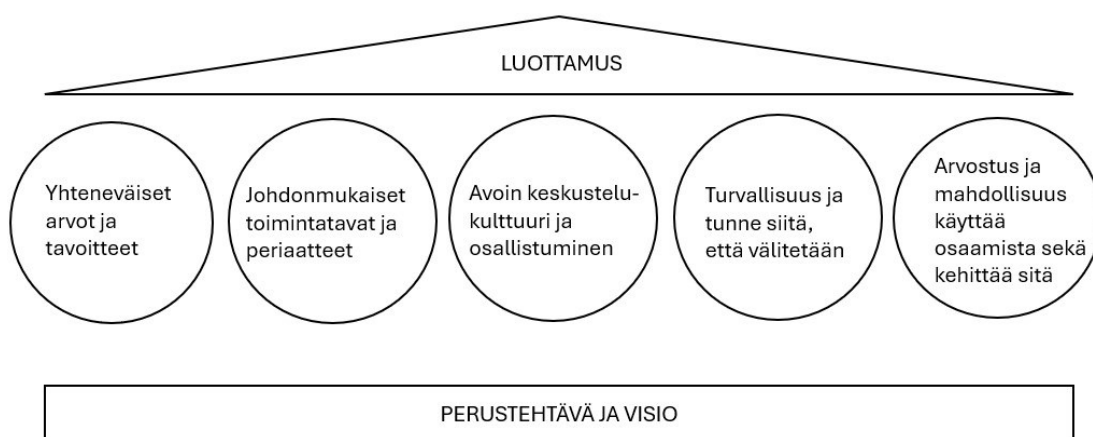 LUOTTAMUS
Yhteneväiset
arvot ja
tavoitteet
Johdonmukaiset
toimintatavat ja
periaatteet
Avoin keskustelu-
kulttuuri ja
osallistuminen
Turvallisuus ja
tunne siitä,
että välitetään
Arvostus ja
mahdollisuus
käyttää
osaamista sekä
kehittää sitä
PERUSTEHTÄVÄ JA VISIO